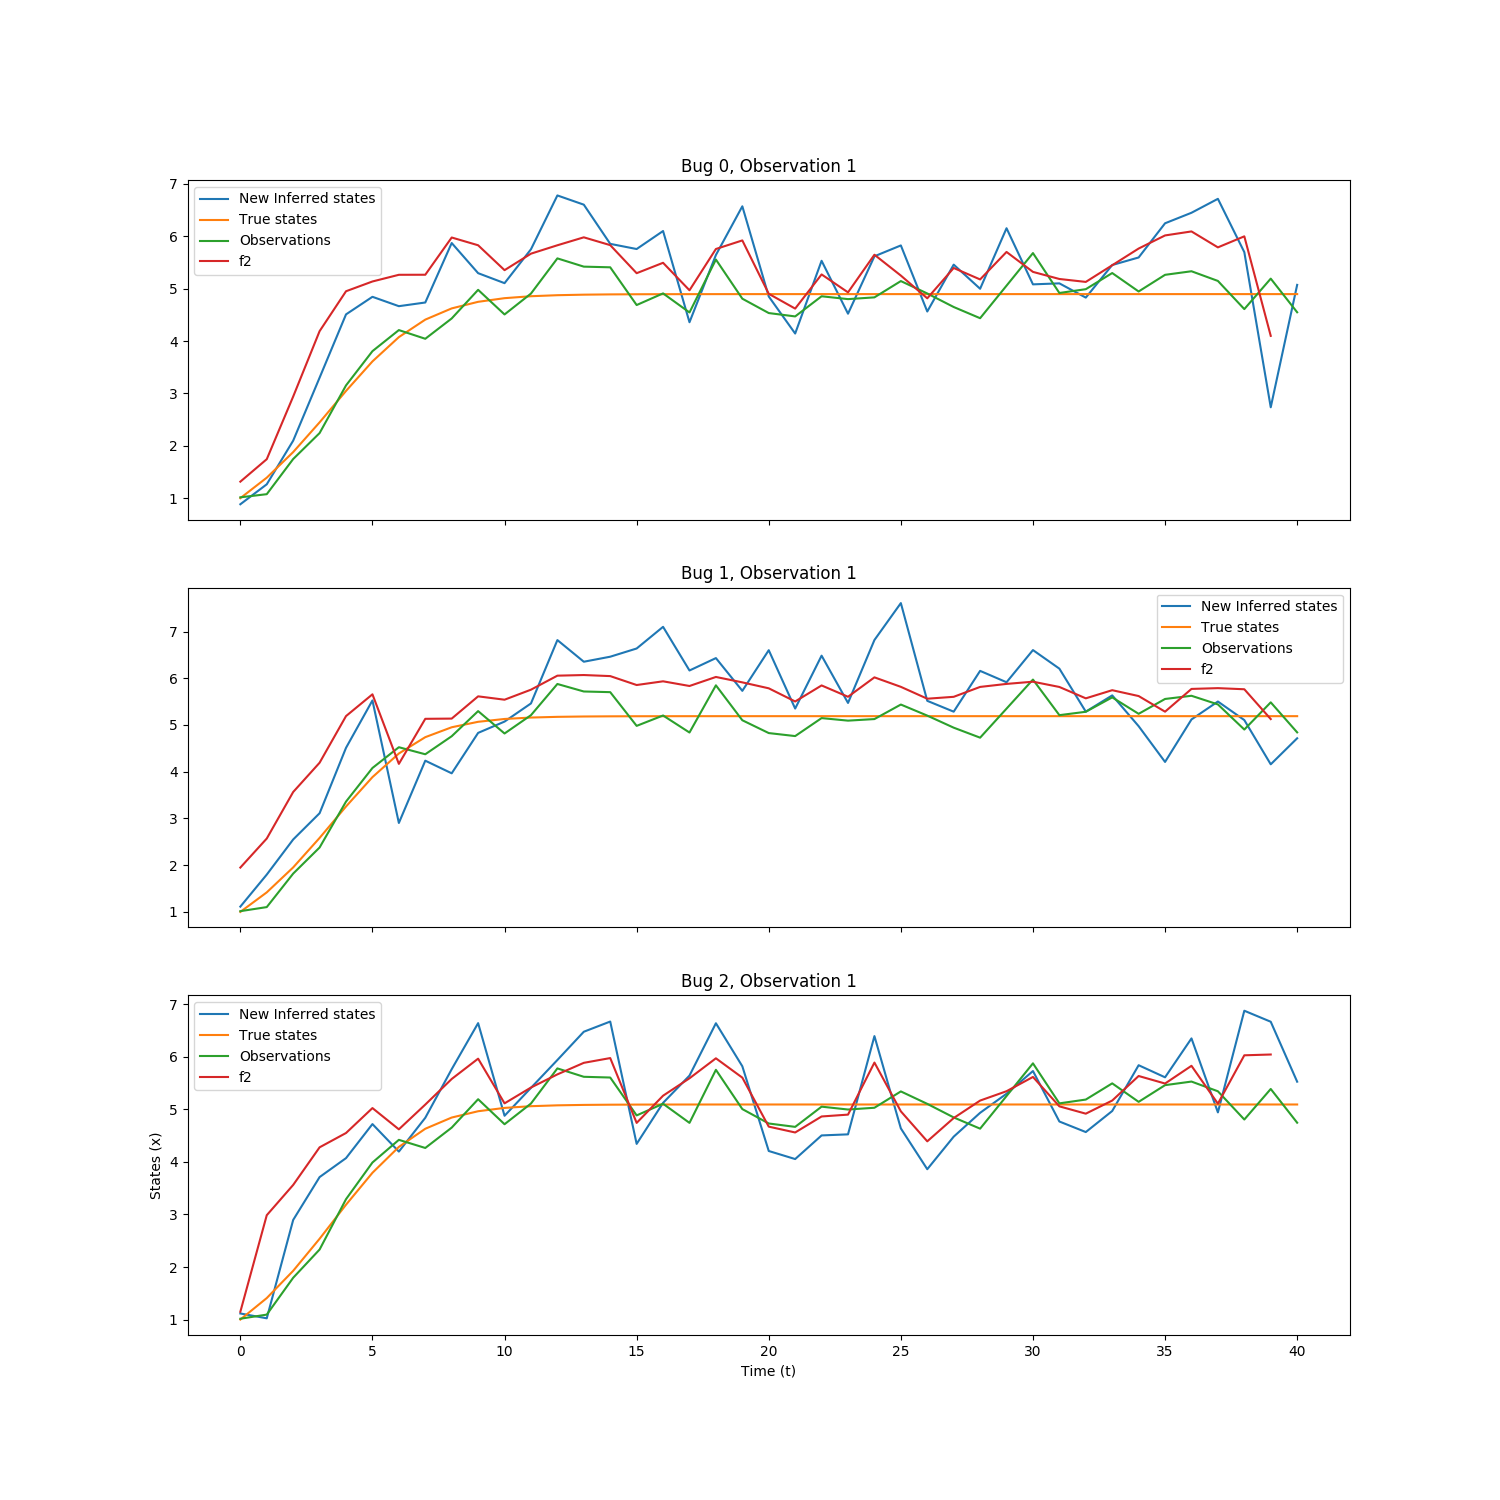 Bug 0, Observation 1
7
6
5
4
3
2
1
New Inferred states
True states
Observations
f2
Bug 1, Observation 1
7
6
5
4
3
2
1
New Inferred states
True states
Observations
f2
Bug 2, Observation 1
7
6
5
4
3
2
1
New Inferred states
True states
Observations
f2
States (x)
0 5 10 15 20 25 30 35 40
Time (t)